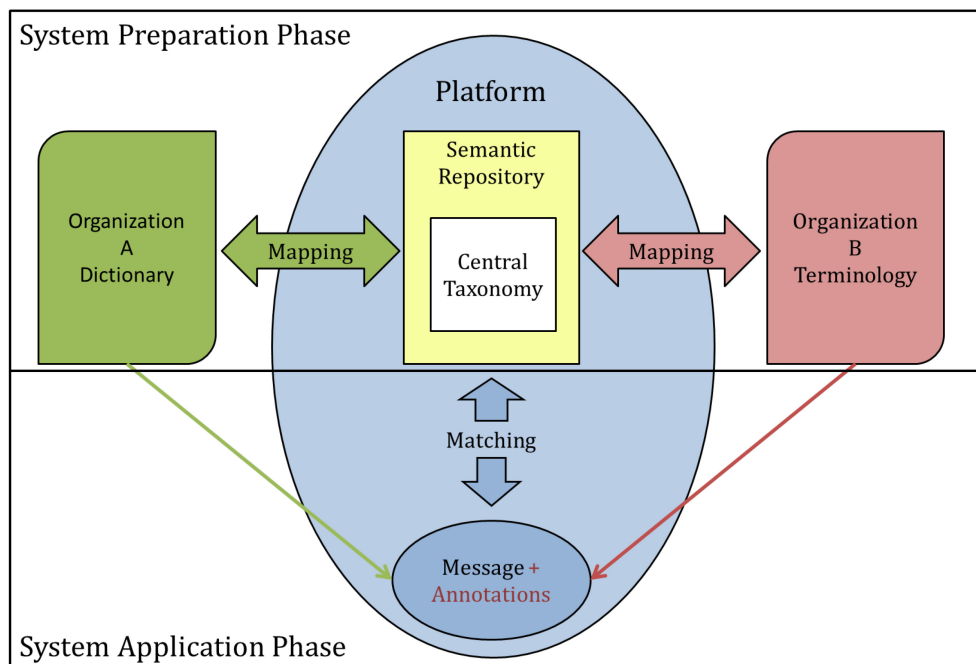 System Preparation Phase
Platform
Organization
A
Dictionary
Mapping
Semantic
Repository
Central
Taxonomy
Mapping
Organization
B
Terminology
Matching
Message +
Annotations
System Application Phase